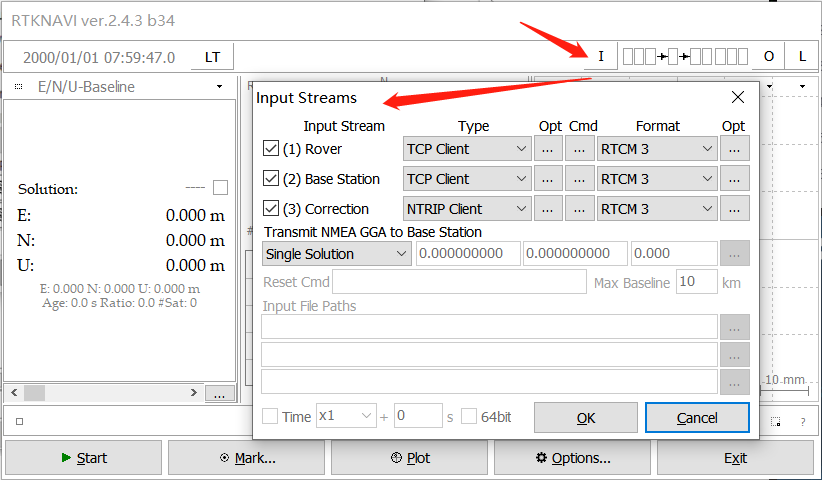 RTKNAVI ver.2.4.3 b34
2000/01/01 07:59:47.0 LT I O L
E/N/U-Baseline
Input Streams
Input Stream Type Opt Cmd Format Opt
(1) Rover TCP Client ... ... RTCM 3 ...
(2) Base Station TCP Client ... ... RTCM 3 ...
(3) Correction NTRIP Client ... ... RTCM 3 ...
Transmit NMEA GGA to Base Station
Single Solution 0.000000000 0.000000000 0.000 ...
Reset Cmd Max Baseline 10 km
Input File Paths
...
...
...
Time x1 + 0 s 64bit OK Cancel
Solution: ----
E: 0.000 m
N: 0.000 m
U: 0.000 m
E: 0.000 N: 0.000 U: 0.000 m
Age: 0.0 s Ratio: 0.0 #Sat: 0
...
10 mm
?
Start Mark... Plot Options... Exit